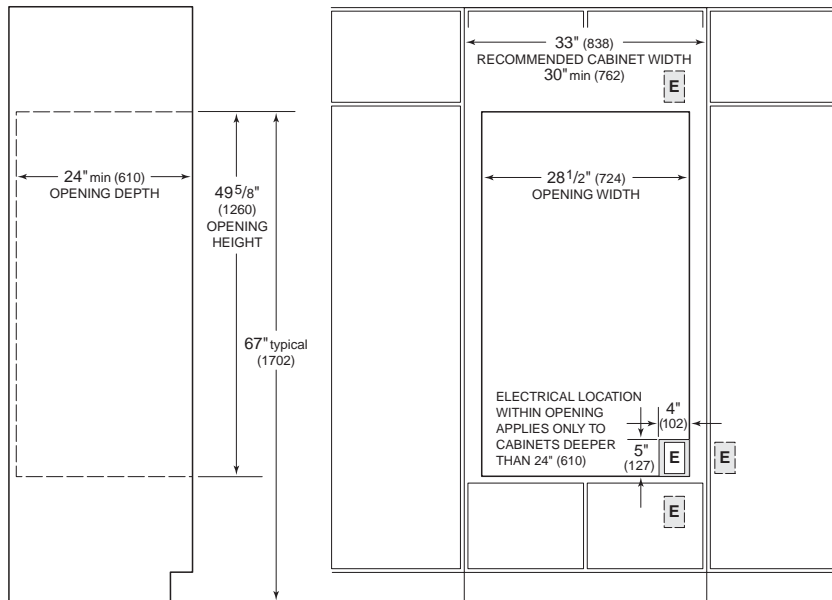 24" min (610)
OPENING DEPTH
49 5/8"
(1260)
OPENING
HEIGHT
67" typical
(1702)
33" (838)
RECOMMENDED CABINET WIDTH
30" min (762)
E
28 1/2" (724)
OPENING WIDTH
ELECTRICAL LOCATION
WITHIN OPENING
APPLIES ONLY TO
CABINETS DEEPER
THAN 24" (610)
4"
(102)
5"
(127)
E
E
E